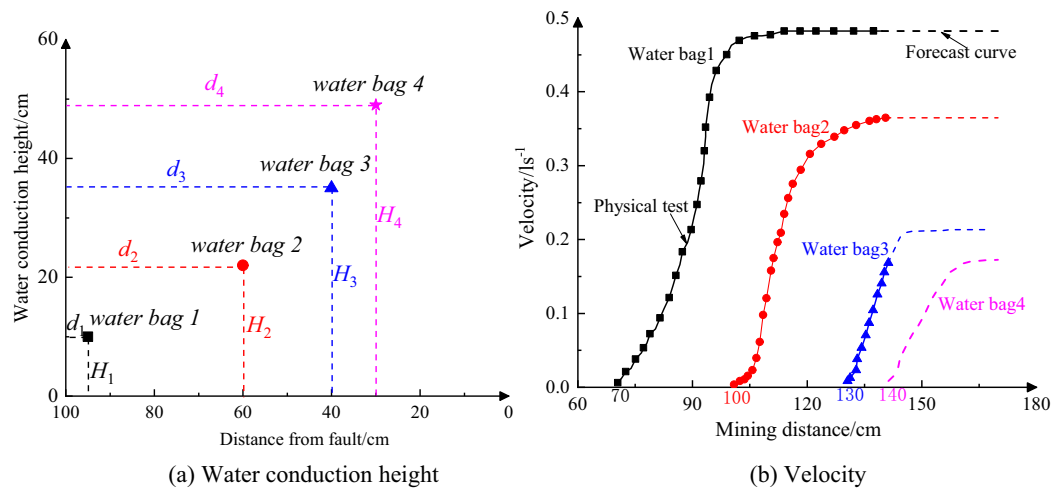 60
40
20
0
100
80
60
40
20
0
Water conduction height/cm
Distance from fault/cm
d4
water bag 4
d3
water bag 3
H4
d2
water bag 2
H3
d1
water bag 1
H2
H1
(a) Water conduction height
0.5
0.4
0.3
0.2
0.1
0.0
60
90
120
150
180
Velocity/ls-1
Mining distance/cm
Water bag1
Forecast curve
Water bag2
Physical test
Water bag3
Water bag4
70
100
130
140
(b) Velocity